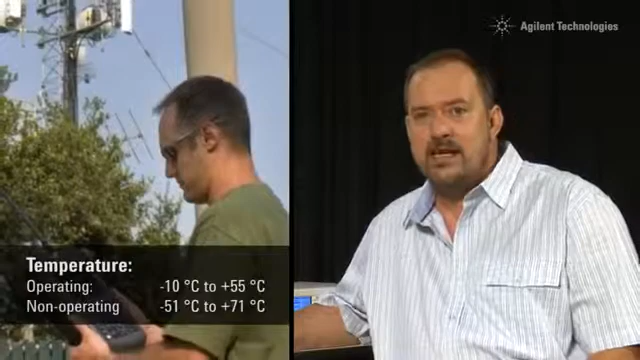 Agilent Technologies
Temperature:
Operating: -10 °C to +55 °C
Non-operating -51 °C to +71 °C